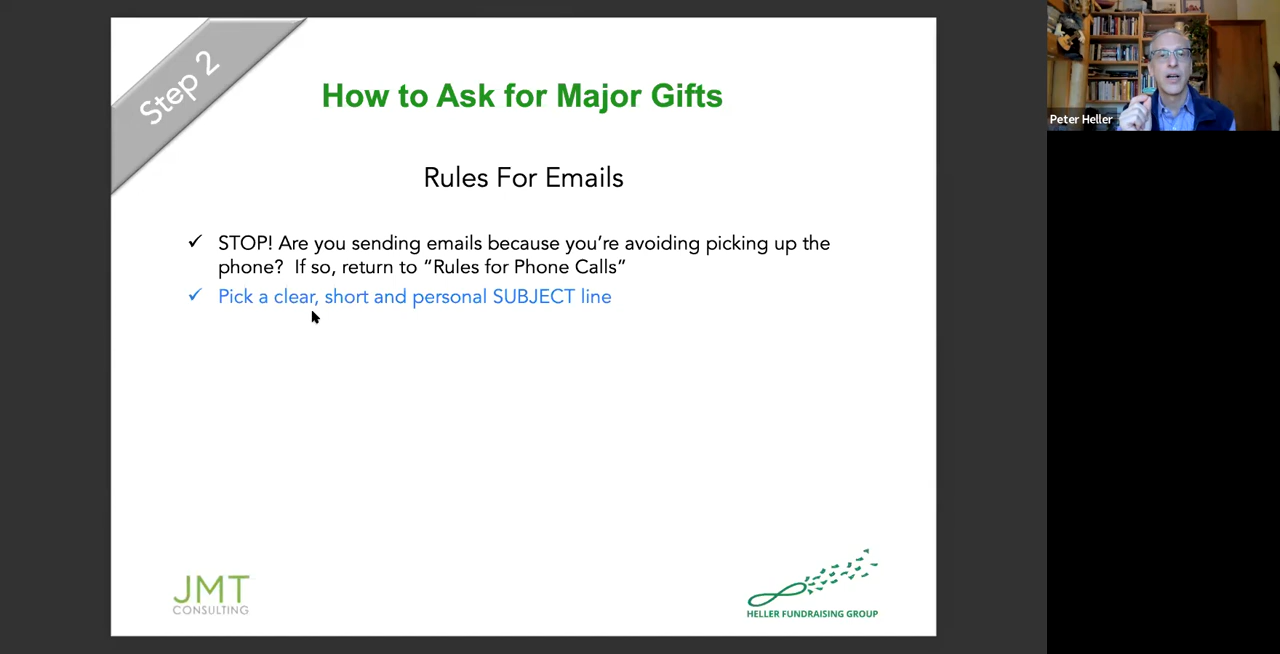 Step 2
How to Ask for Major Gifts
Rules For Emails
✓ STOP! Are you sending emails because you’re avoiding picking up the
phone?  If so, return to “Rules for Phone Calls”
✓ Pick a clear, short and personal SUBJECT line
JMT
CONSULTING
HELLER FUNDRAISING GROUP
Peter Heller